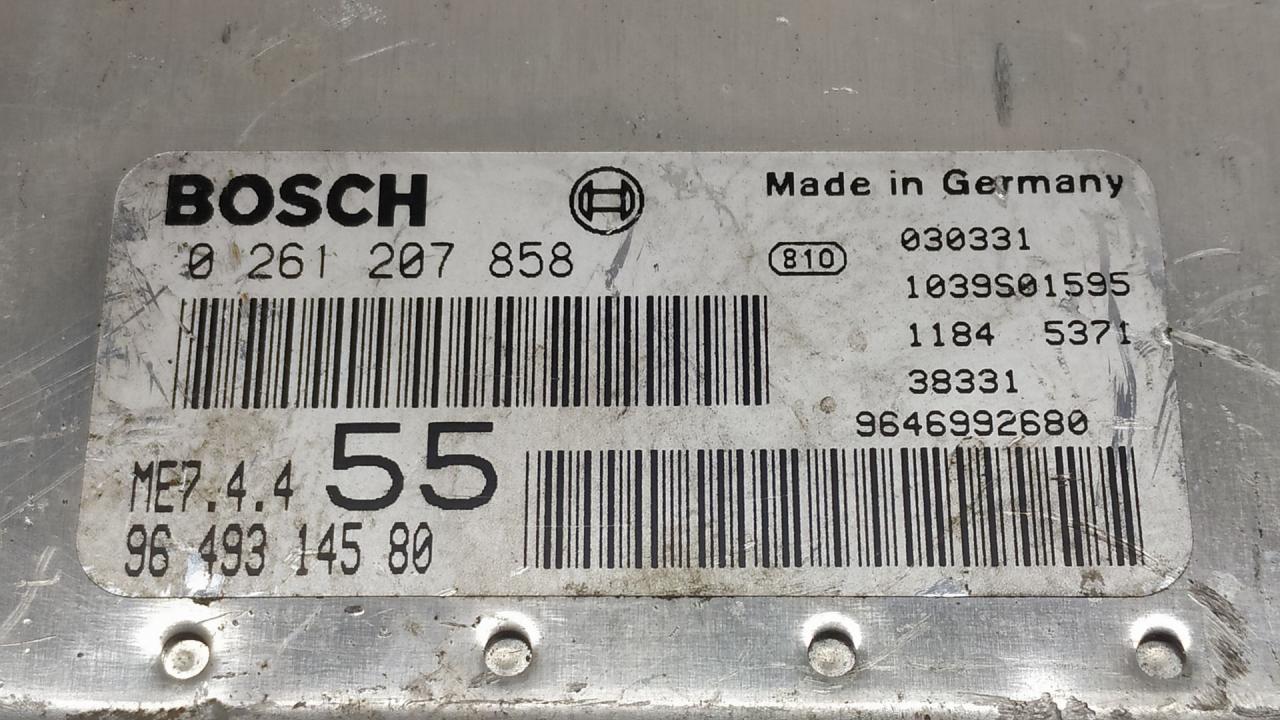 BOSCH
Made in Germany
0 261 207 858
810
030331
1039S01595
1184 5371
38331
9646992680
ME7.4.4 55
96 493 145 80